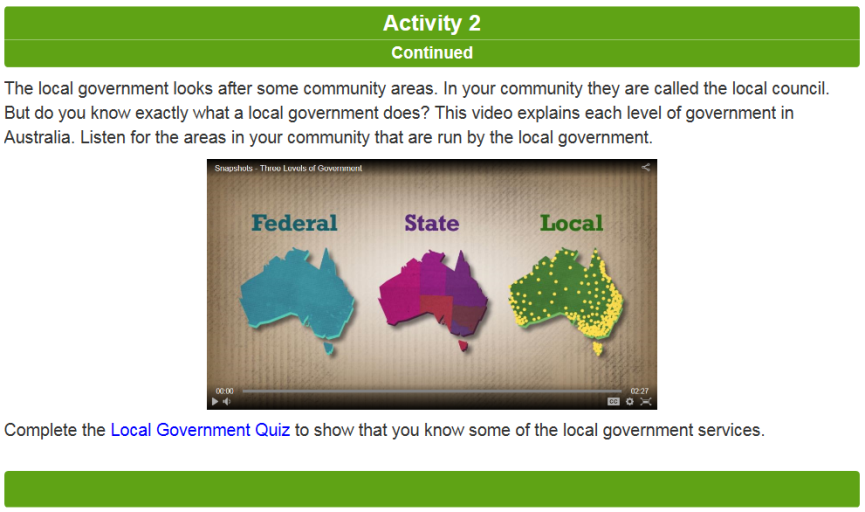 Activity 2
Continued
The local government looks after some community areas. In your community they are called the local council.
But do you know exactly what a local government does? This video explains each level of government in
Australia. Listen for the areas in your community that are run by the local government.
Snapshots - Three Levels of Government
Federal State Local
00:00 02:27
CC
Complete the Local Government Quiz to show that you know some of the local government services.